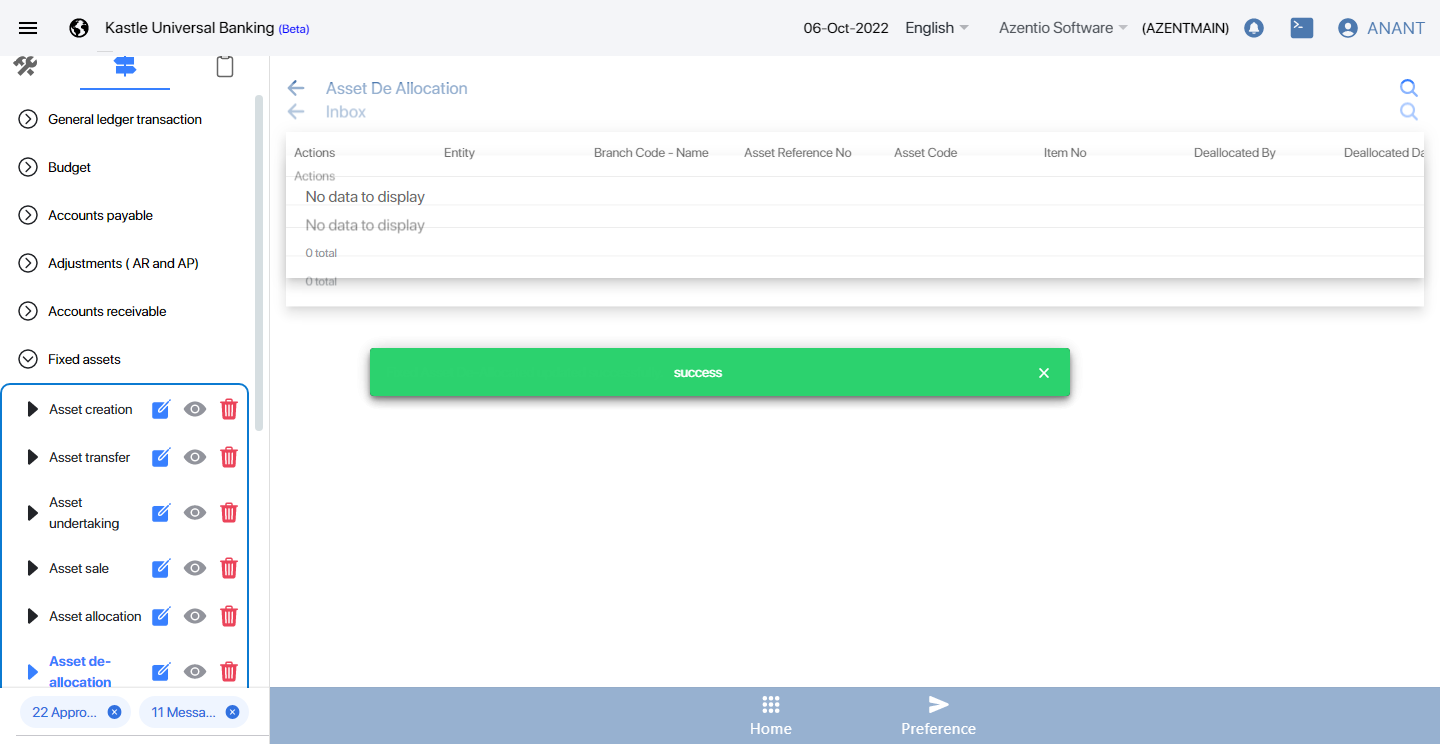 Kastle Universal Banking (Beta)
06-Oct-2022
English
Azentio Software
(AZENTMAIN)
ANANT
General ledger transaction
Budget
Accounts payable
Adjustments ( AR and AP)
Accounts receivable
Fixed assets
Asset creation
Asset transfer
Asset
undertaking
Asset sale
Asset allocation
Asset de-
allocation
22 Appro...
11 Messa...
Asset De Allocation
Inbox
Actions Entity Branch Code - Name Asset Reference No Asset Code Item No Deallocated By Deallocated Da
Actions
No data to display
No data to display
0 total
0 total
success
Home
Preference